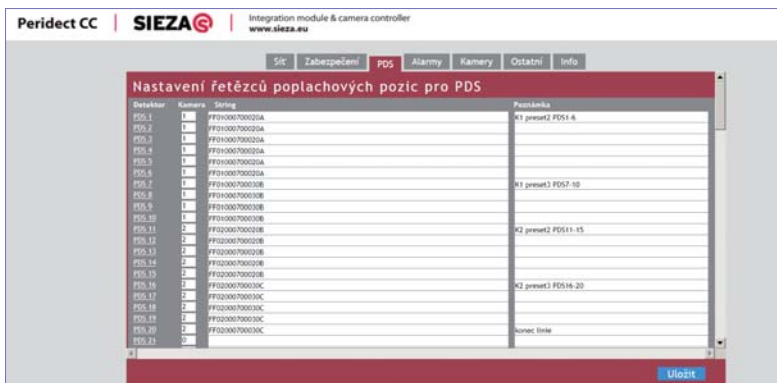 Peridect CC | SIEZA Integration module & camera controller
www.sieza.eu
Síť Zabezpečení PDS Alarmy Kamery Ostatní Info
Nastavení řetězců poplachových pozic pro PDS
Detektor Kamera String Poznámka
PDS 1 1 FF01000700020A K1 preset2 PDS1-6
PDS 2 1 FF01000700020A
PDS 3 1 FF01000700020A
PDS 4 1 FF01000700020A
PDS 5 1 FF01000700020A
PDS 6 1 FF01000700020A
PDS 7 1 FF01000700030B K1 preset3 PDS7-10
PDS 8 1 FF01000700030B
PDS 9 1 FF01000700030B
PDS 10 1 FF01000700030B
PDS 11 2 FF02000700020B K2 preset2 PDS11-15
PDS 12 2 FF02000700020B
PDS 13 2 FF02000700020B
PDS 14 2 FF02000700020B
PDS 15 2 FF02000700020B
PDS 16 2 FF02000700030C K2 preset3 PDS16-20
PDS 17 2 FF02000700030C
PDS 18 2 FF02000700030C
PDS 19 2 FF02000700030C
PDS 20 2 FF02000700030C konec linie
PDS 21 0
Uložit